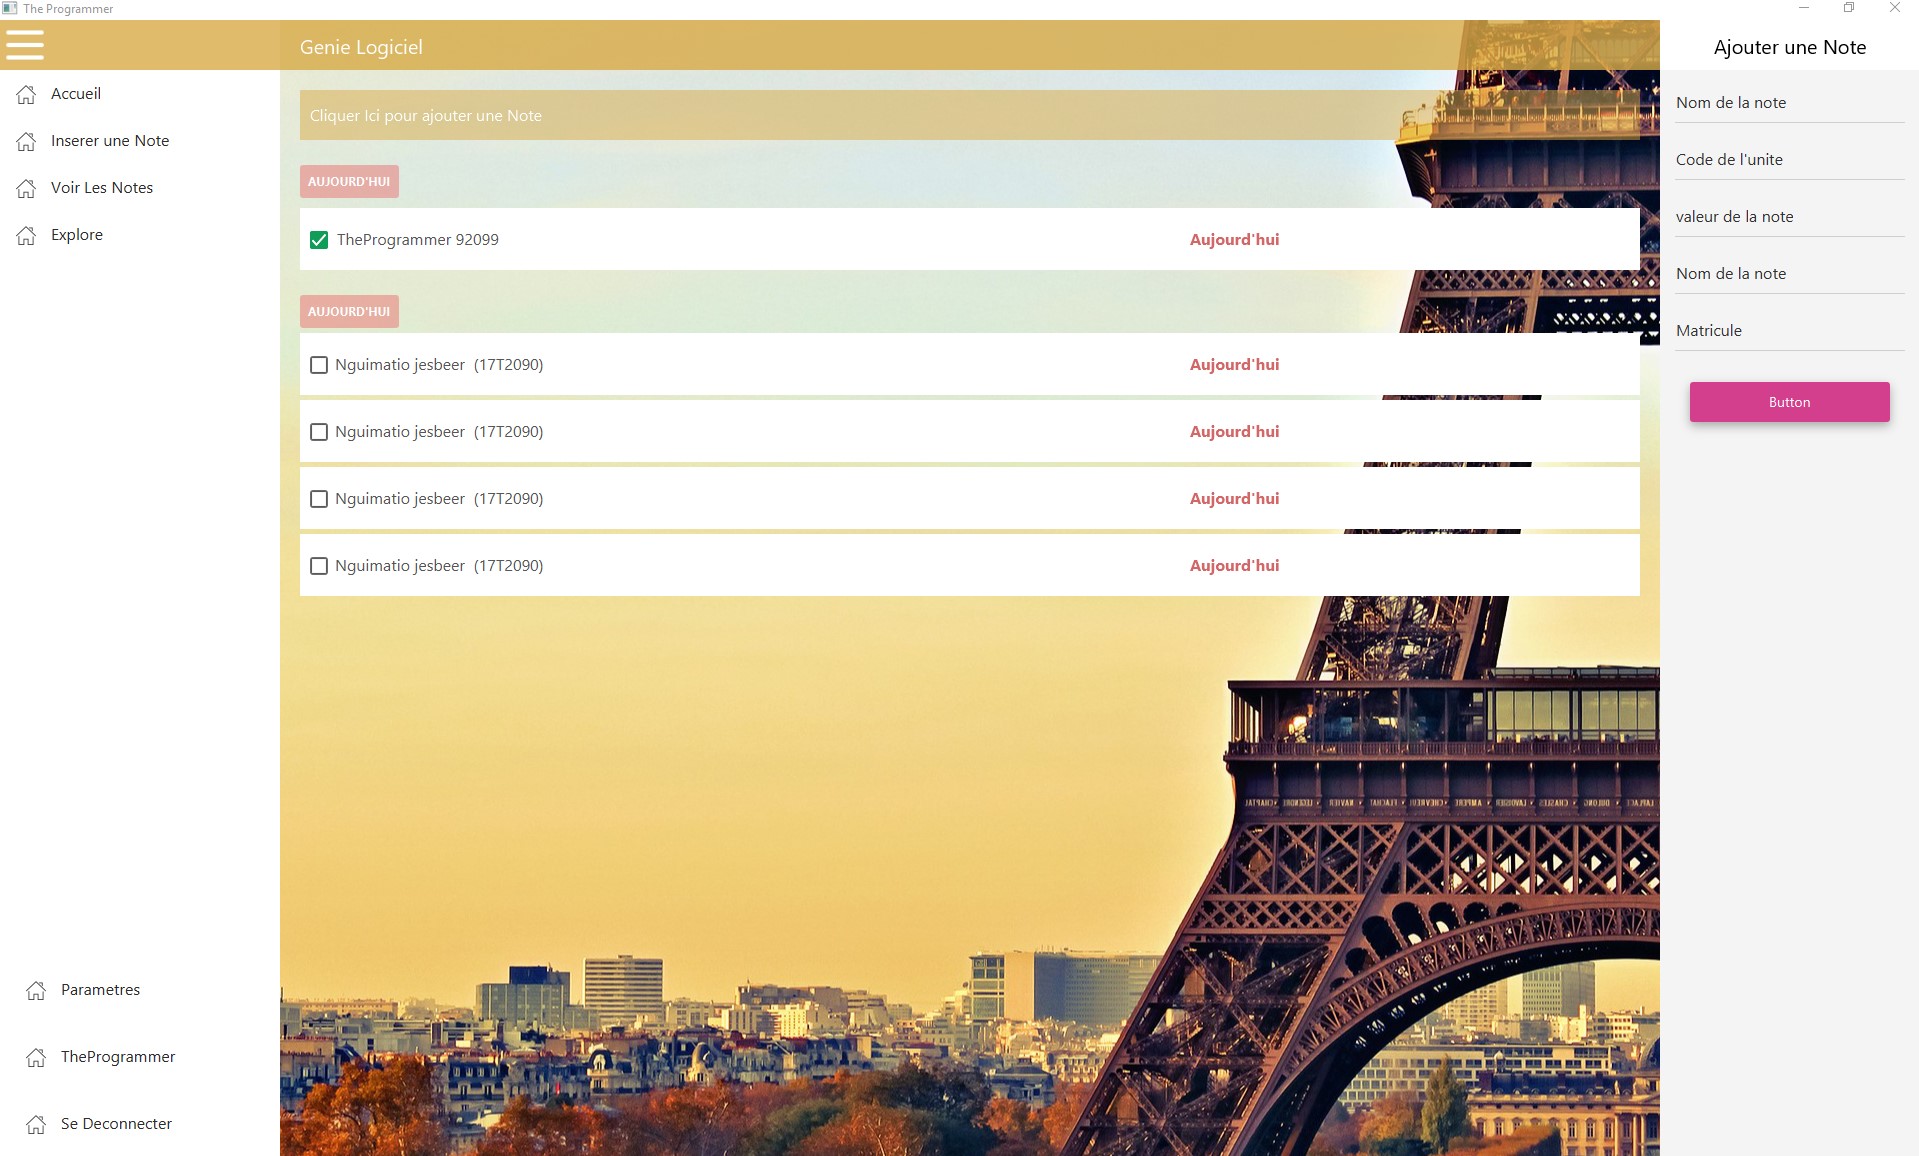 The Programmer
Genie Logiciel
Accueil
Inserer une Note
Voir Les Notes
Explore
Parametres
TheProgrammer
Se Deconnecter
Cliquer Ici pour ajouter une Note
AUJOURD'HUI
TheProgrammer 92099 Aujourd'hui
AUJOURD'HUI
Nguimatio jesbeer (17T2090) Aujourd'hui
Nguimatio jesbeer (17T2090) Aujourd'hui
Nguimatio jesbeer (17T2090) Aujourd'hui
Nguimatio jesbeer (17T2090) Aujourd'hui
Ajouter une Note
Nom de la note
Code de l'unite
valeur de la note
Nom de la note
Matricule
Button